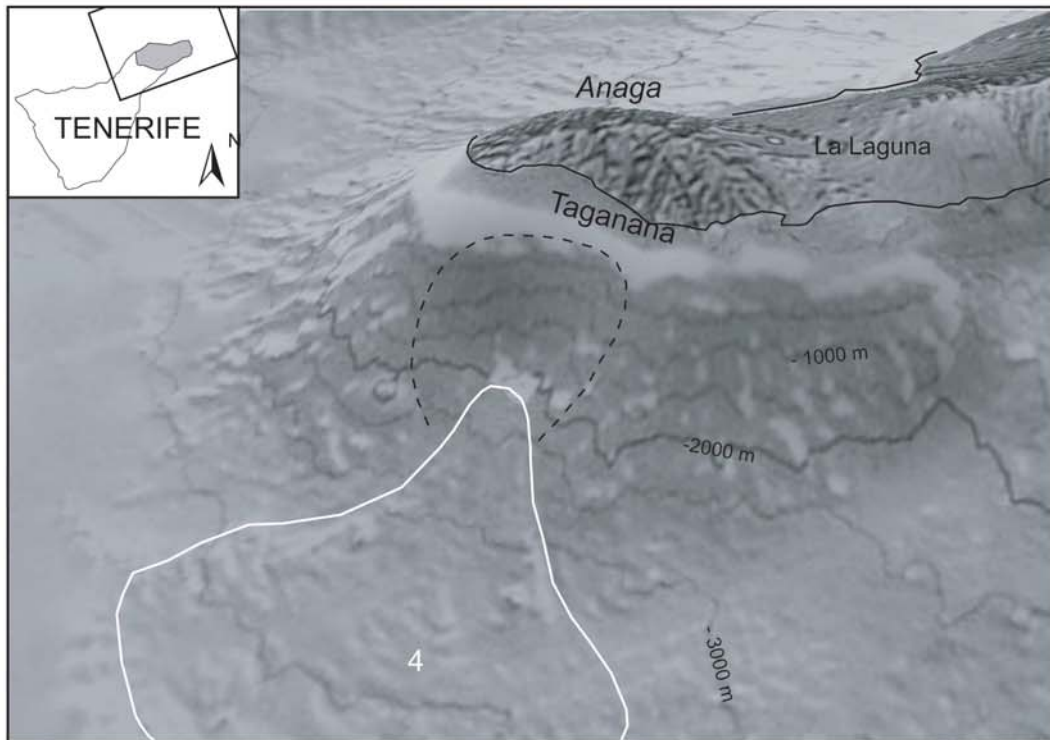 TENERIFE
N
Anaga
La Laguna
Taganana
- 1000 m
-2000 m
- 3000 m
4